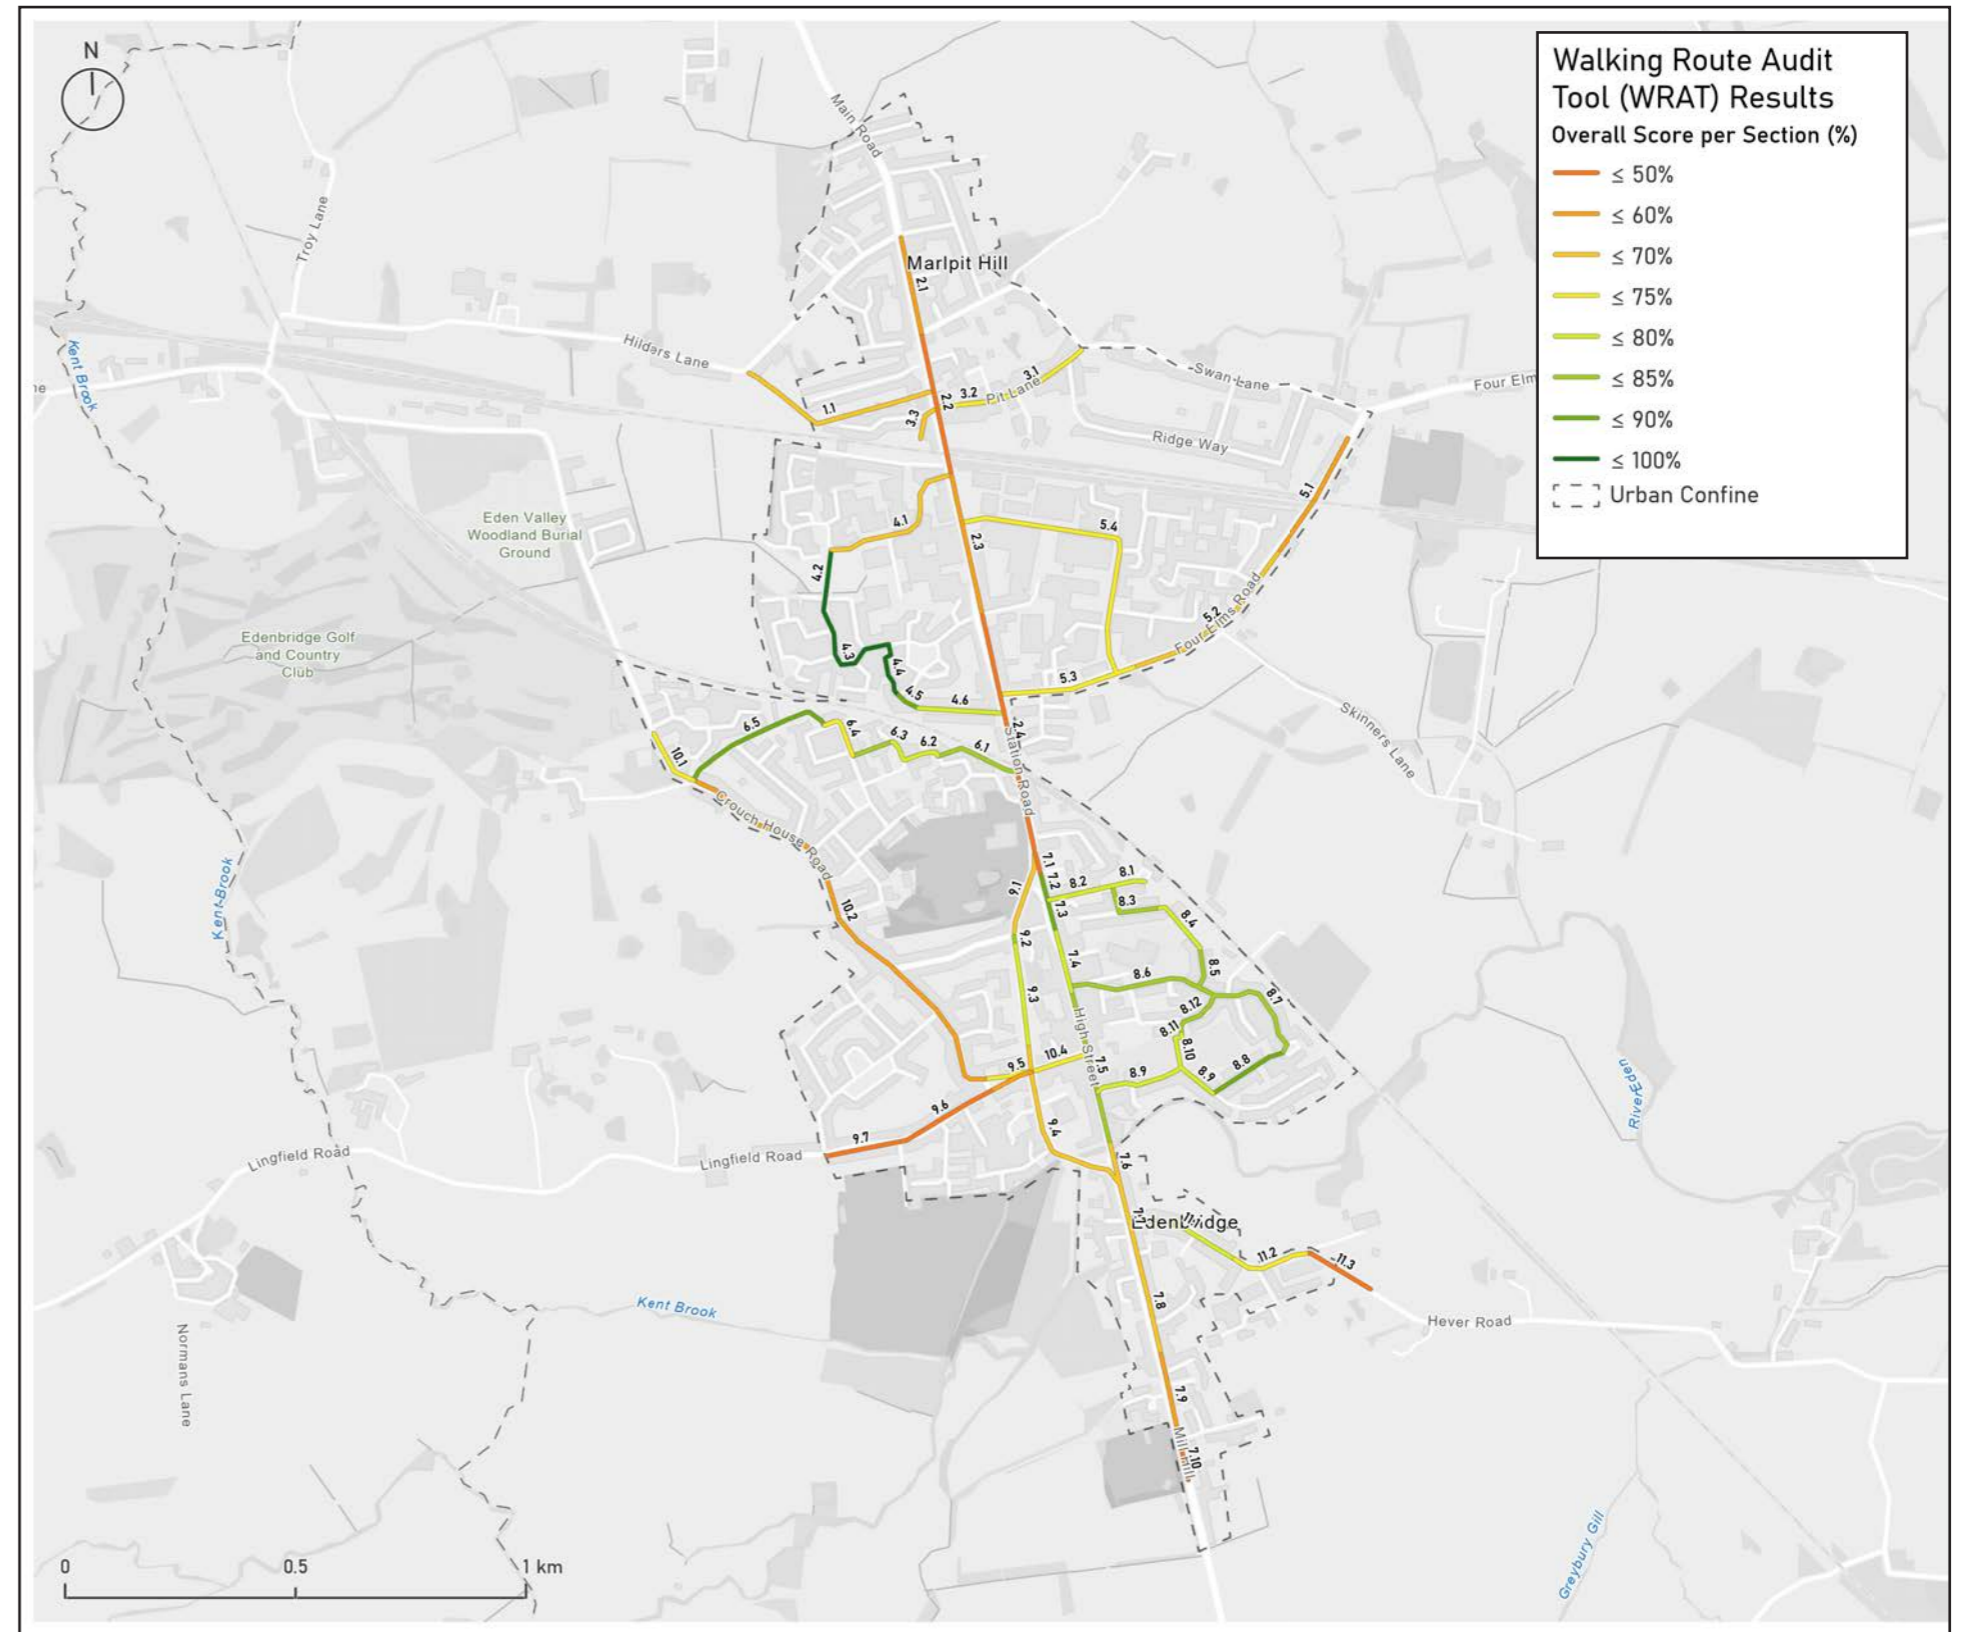 N
Walking Route Audit
Tool (WRAT) Results
Overall Score per Section (%)
≤ 50%
≤ 60%
≤ 70%
≤ 75%
≤ 80%
≤ 85%
≤ 90%
≤ 100%
Urban Confine
Main Road
Troy Lane
Marlpit Hill
2.1
Hilders Lane
Kent Brook
Swan Lane
Four Elm
1.1
2.2
3.1
3.2
Pit Lane
3.3
Ridge Way
5.1
Eden Valley
Woodland Burial
Ground
4.1
2.3
5.4
4.2
5.2
Four Elms Road
Edenbridge Golf
and Country
Club
4.3
4.4
4.5
4.6
5.3
Skinners Lane
2.4
Station Road
6.5
6.4
6.3
6.2
6.1
10.1
Crouch House Road
10.2
Kent Brook
7.1
7.2
7.3
7.4
8.1
8.2
8.3
8.4
8.5
8.6
8.7
9.1
9.2
9.3
8.12
8.11
8.10
8.9
8.9
8.8
High Street
7.5
10.4
9.5
9.6
9.7
9.4
River Eden
Lingfield Road
Lingfield Road
7.6
7.7
Edenbridge
11.1
11.2
11.3
7.8
Hever Road
Kent Brook
Normans Lane
7.9
Mill Hill
7.10
Greybury Gill
0
0.5
1 km